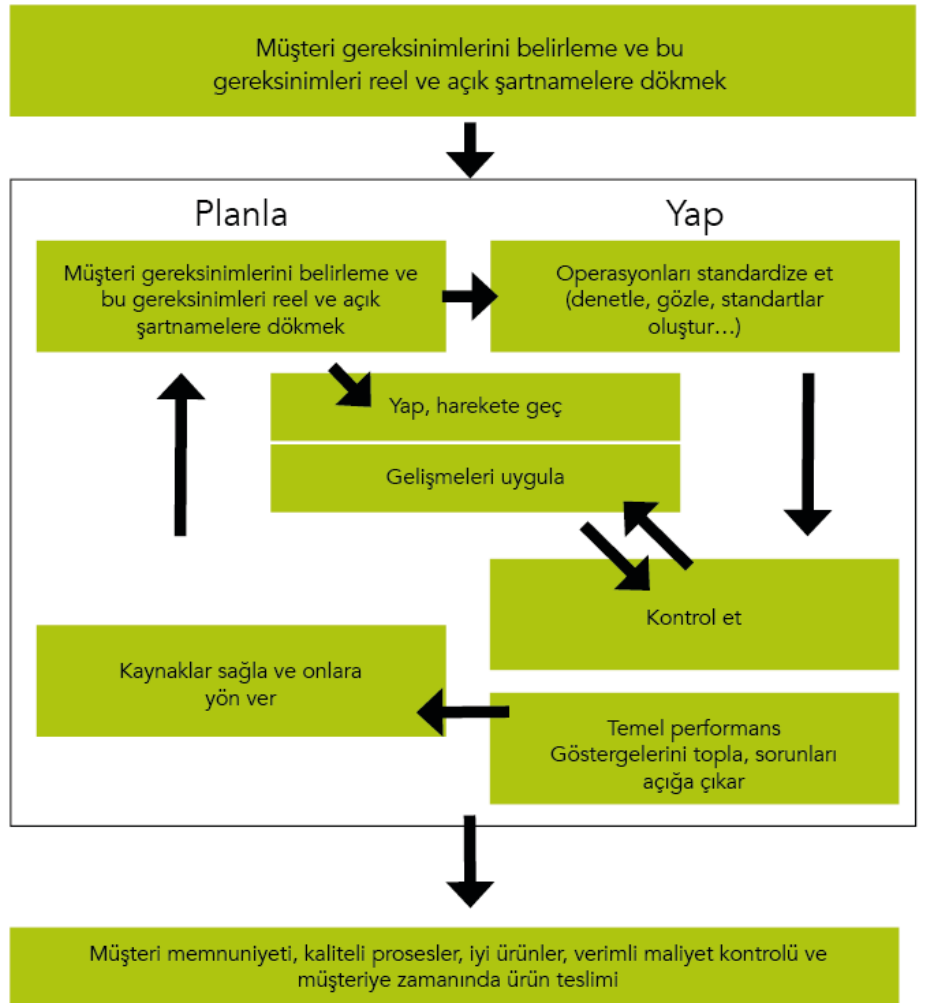 Müşteri gereksinimlerini belirleme ve bu
gereksinimleri reel ve açık şartnamelere dökmek
Planla
Yap
Müşteri gereksinimlerini belirleme ve
bu gereksinimleri reel ve açık
şartnamelere dökmek
Operasyonları standardize et
(denetle, gözle, standartlar
oluştur...)
Yap, harekete geç
Gelişmeleri uygula
Kontrol et
Kaynaklar sağla ve onlara
yön ver
Temel performans
Göstergelerini topla, sorunları
açığa çıkar
Müşteri memnuniyeti, kaliteli prosesler, iyi ürünler, verimli maliyet kontrolü ve
müşteriye zamanında ürün teslimi